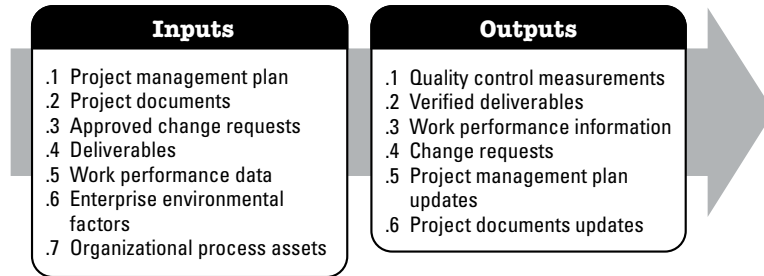 Inputs
.1 Project management plan
.2 Project documents
.3 Approved change requests
.4 Deliverables
.5 Work performance data
.6 Enterprise environmental
factors
.7 Organizational process assets
Outputs
.1 Quality control measurements
.2 Verified deliverables
.3 Work performance information
.4 Change requests
.5 Project management plan
updates
.6 Project documents updates